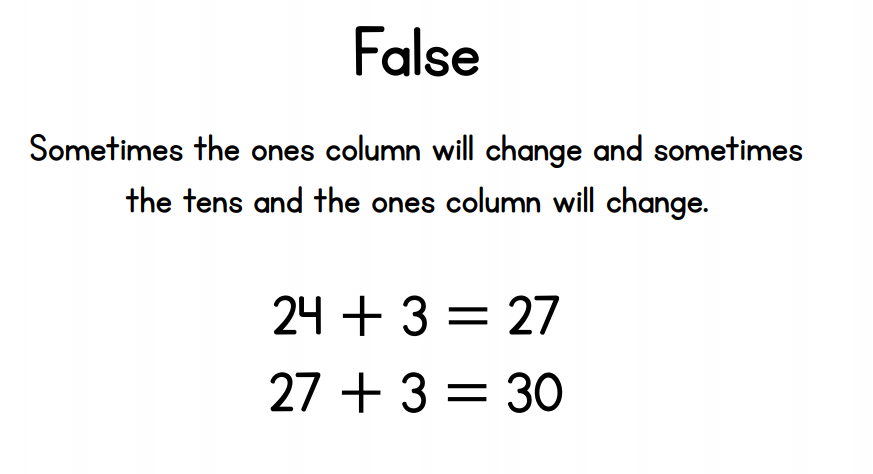 False
Sometimes the ones column will change and sometimes
the tens and the ones column will change.
24 + 3 = 27
27 + 3 = 30